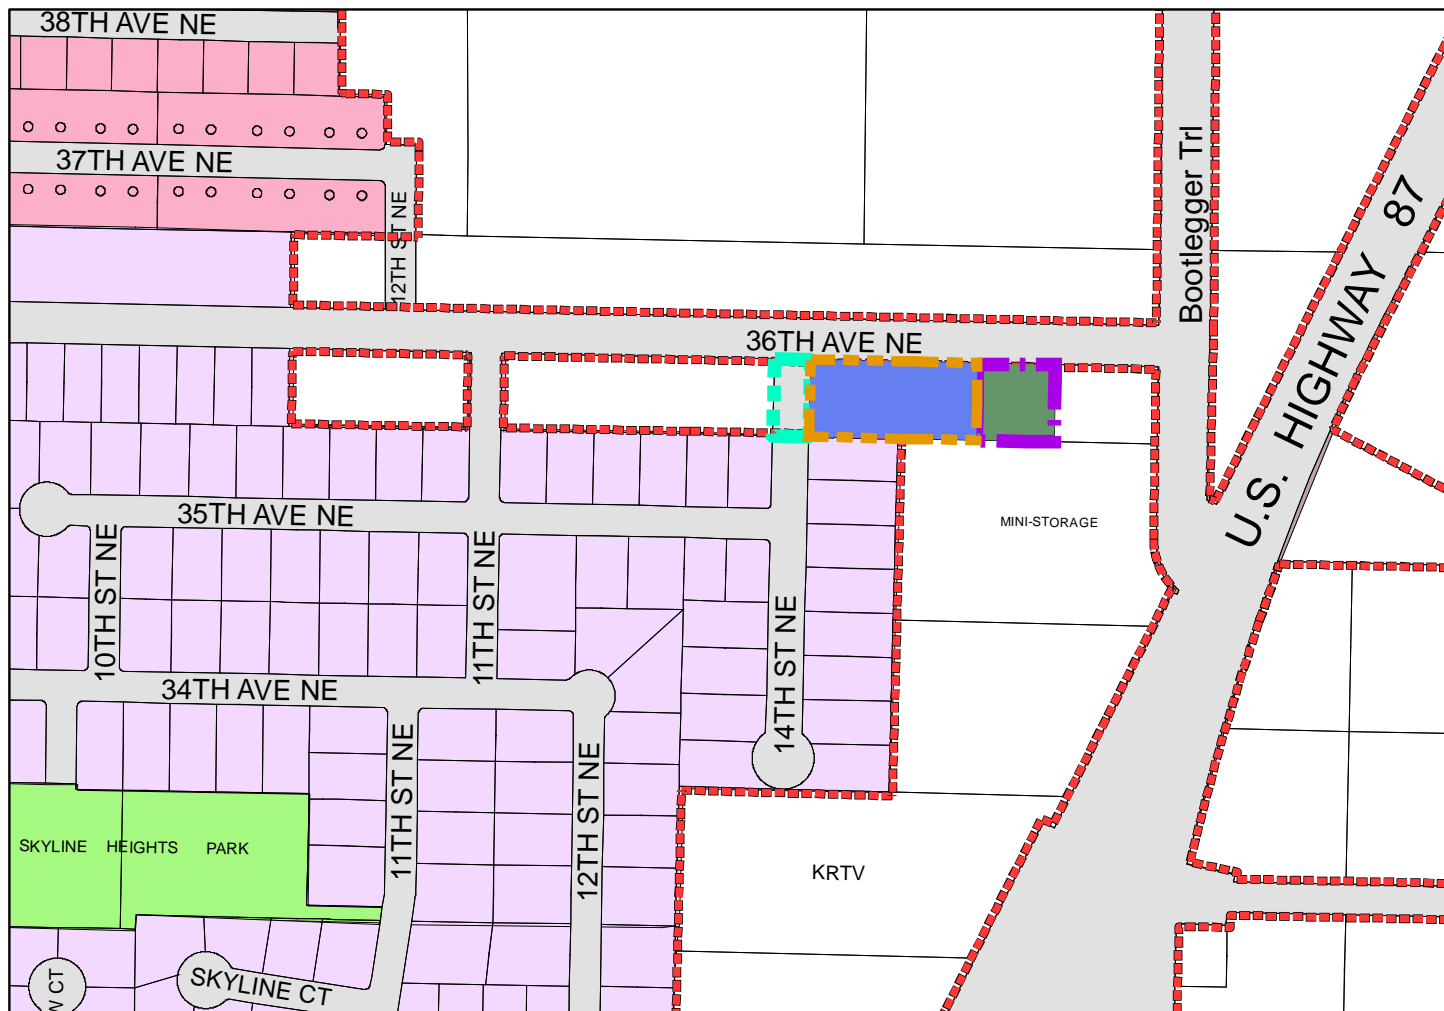 38TH AVE NE
37TH AVE NE
12TH ST NE
Bootlegger Trl
U.S. HIGHWAY 87
36TH AVE NE
35TH AVE NE
MINI-STORAGE
10TH ST NE
11TH ST NE
14TH ST NE
34TH AVE NE
11TH ST NE
12TH ST NE
SKYLINE HEIGHTS PARK
KRTV
SKYLINE CT
W CT